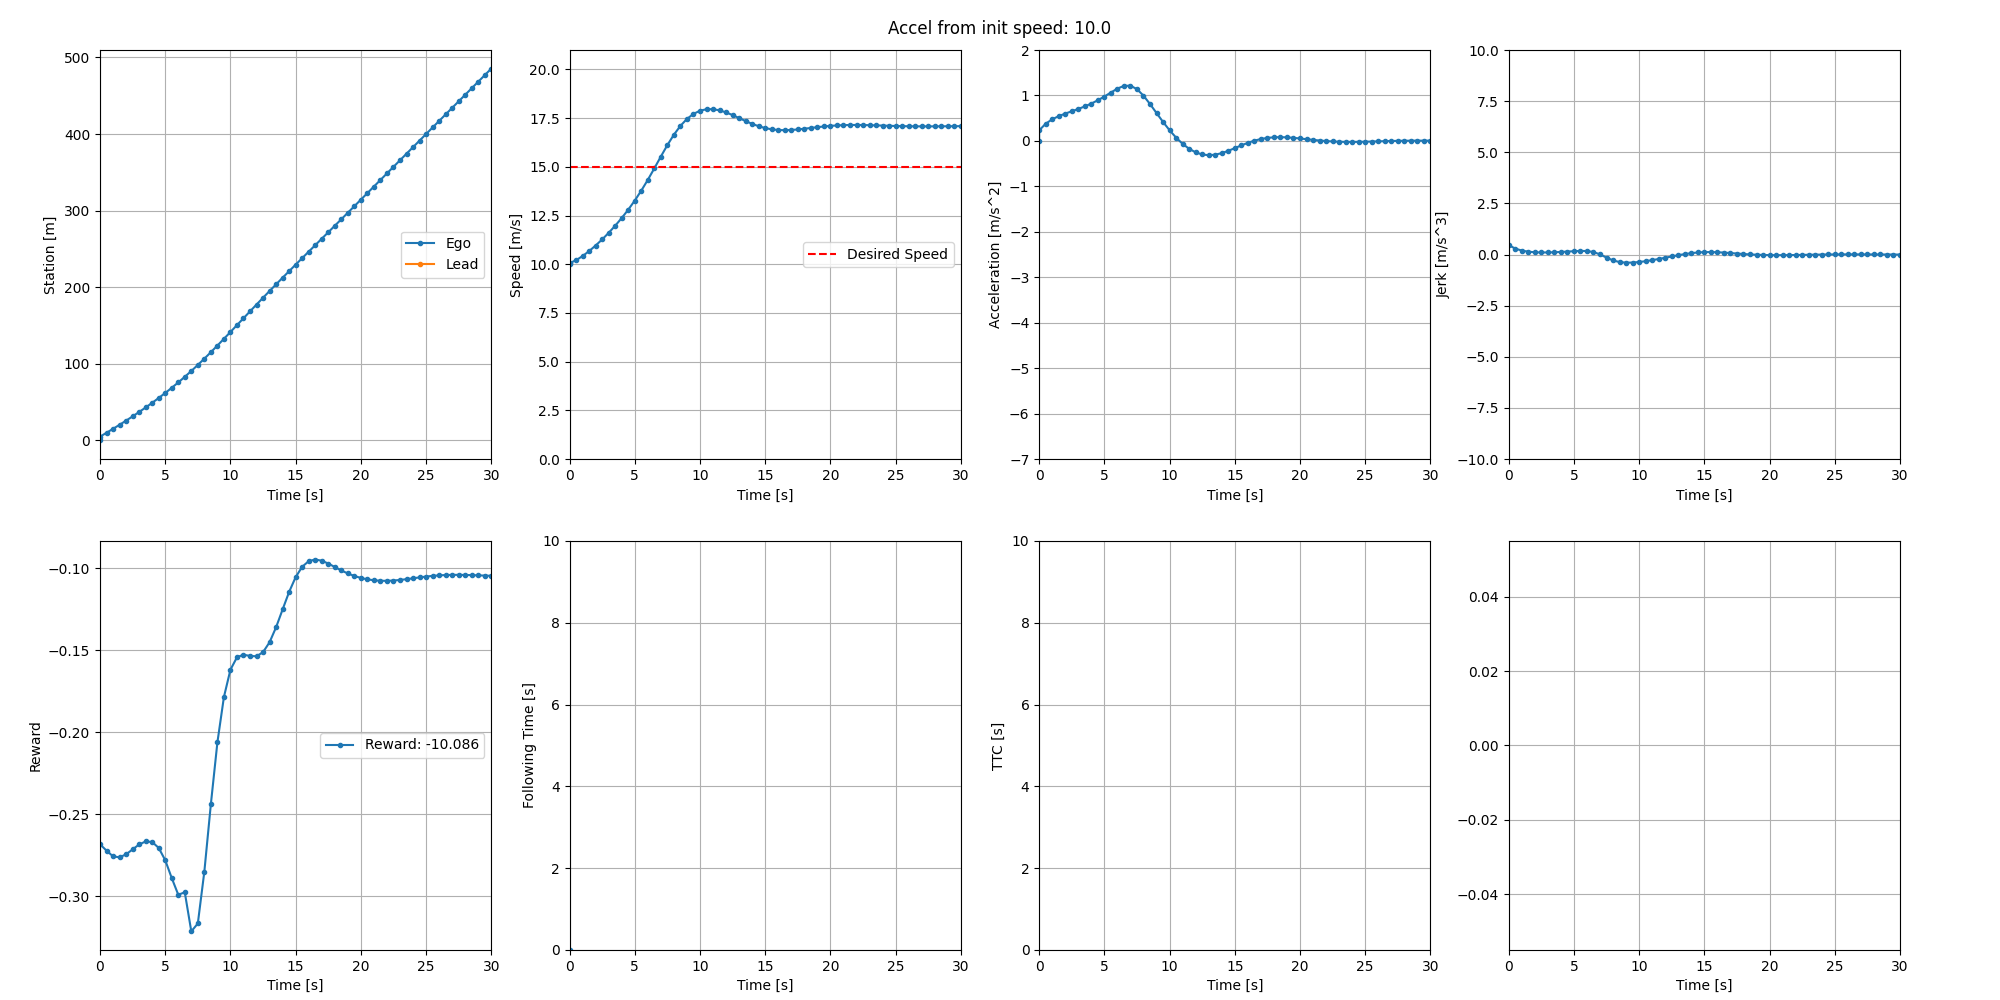 Accel from init speed: 10.0
500
400
300
200
100
0
Station [m]
Ego
Lead
0 5 10 15 20 25 30
Time [s]
20.0
17.5
15.0
12.5
10.0
7.5
5.0
2.5
0.0
Speed [m/s]
Desired Speed
0 5 10 15 20 25 30
Time [s]
2
1
0
−1
−2
−3
−4
−5
−6
−7
Acceleration [m/s^2]
0 5 10 15 20 25 30
Time [s]
10.0
7.5
5.0
2.5
0.0
−2.5
−5.0
−7.5
−10.0
Jerk [m/s^3]
0 5 10 15 20 25 30
Time [s]
−0.10
−0.15
−0.20
−0.25
−0.30
Reward
Reward: -10.086
0 5 10 15 20 25 30
Time [s]
10
8
6
4
2
0
Following Time [s]
0 5 10 15 20 25 30
Time [s]
10
8
6
4
2
0
TTC [s]
0 5 10 15 20 25 30
Time [s]
0.04
0.02
0.00
−0.02
−0.04
0 5 10 15 20 25 30
Time [s]